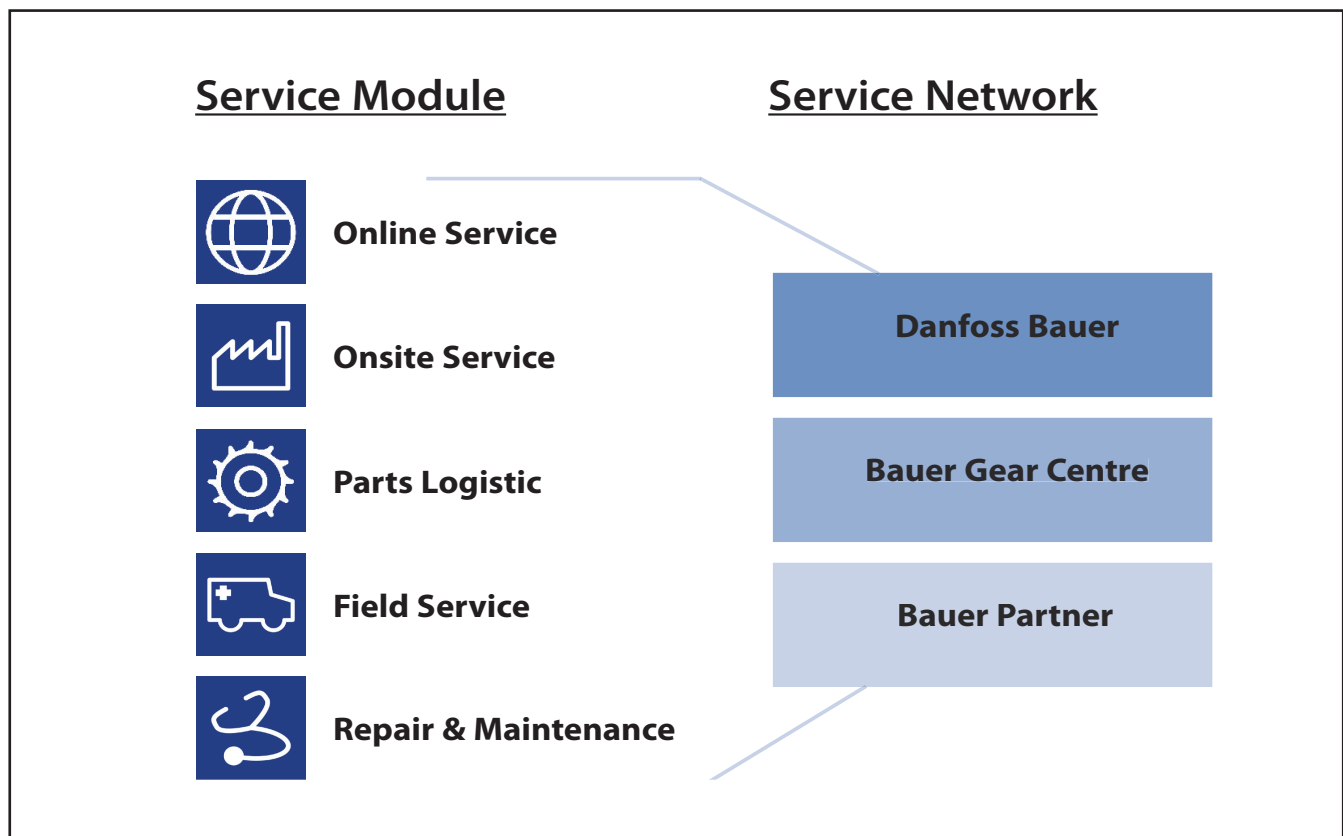 Service Module
Service Network
Online Service
Onsite Service
Parts Logistic
Field Service
Repair & Maintenance
Danfoss Bauer
Bauer Gear Centre
Bauer Partner